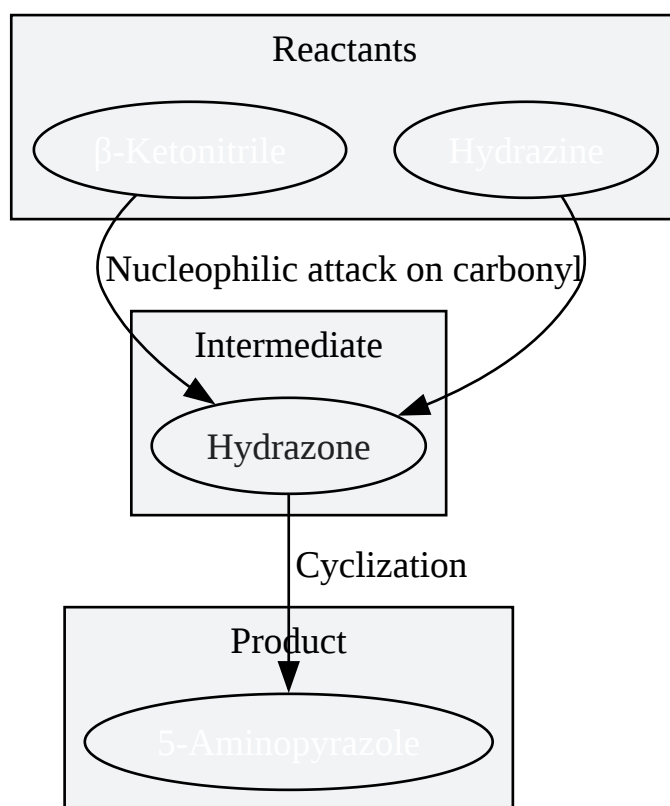 Reactants
β-Ketonitrile
Hydrazine
Nucleophilic attack on carbonyl
Intermediate
Hydrazone
Cyclization
Product
5-Aminopyrazole